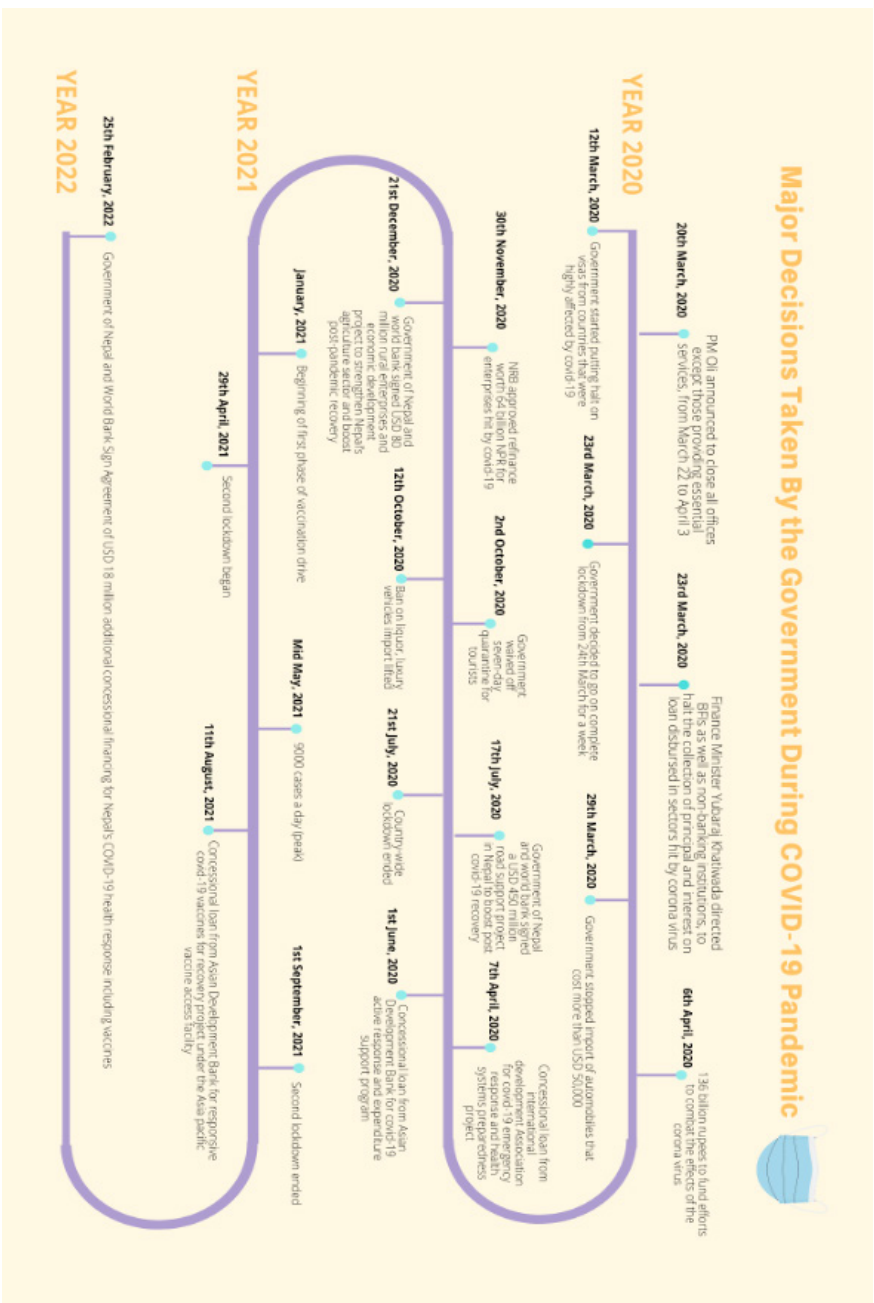 Major Decisions Taken By the Government During COVID-19 Pandemic
YEAR 2020
12th March, 2020
Government started putting halt on
visas from countries that were
highly affected by covid-19
20th March, 2020
PM Oli announced to close all offices
except those providing essential
services, from March 22 to April 3
23rd March, 2020
Government decided to go on complete
lockdown from 24th March for a week
23rd March, 2020
Finance Minister Yubaraj Khatiwada directed
BFIs as well as non-banking institutions, to
halt the collection of principal and interest on
loan disbursed in sectors hit by corona virus
29th March, 2020
Government stopped import of automobiles that
cost more than USD 50,000
6th April, 2020
136 billion rupees to fund efforts
to combat the effects of the
corona virus
7th April, 2020
Concessional loan from
international
development Association
for covid-19 emergency
response and health
systems preparedness
project
1st June, 2020
Concessional loan from Asian
Development Bank for covid-19
active response and expenditure
support program
17th July, 2020
Government of Nepal
and world bank signed
a USD 450 million
road support project
in Nepal to boost post
covid-19 recovery
21st July, 2020
Country-wide
lockdown ended
2nd October, 2020
Government
waived off
seven-day
quarantine for
tourists
12th October, 2020
Ban on liquor, luxury
vehicles import lifted
30th November, 2020
NRB approved refinance
worth 64 billion NPR for
enterprises hit by covid-19
21st December, 2020
Government of Nepal and
world bank signed USD 80
million rural enterprises and
economic development
project to strengthen Nepal's
agriculture sector and boost
post-pandemic recovery
YEAR 2021
January, 2021
Beginning of first phase of vaccination drive
29th April, 2021
Second lockdown began
Mid May, 2021
9000 cases a day (peak)
11th August, 2021
Concessional loan from Asian Development Bank for responsive
covid-19 vaccines for recovery project under the Asia pacific
vaccine access facility
1st September, 2021
Second lockdown ended
YEAR 2022
25th February, 2022
Government of Nepal and World Bank Sign Agreement of USD 18 million additional concessional financing for Nepal's COVID-19 health response including vaccines